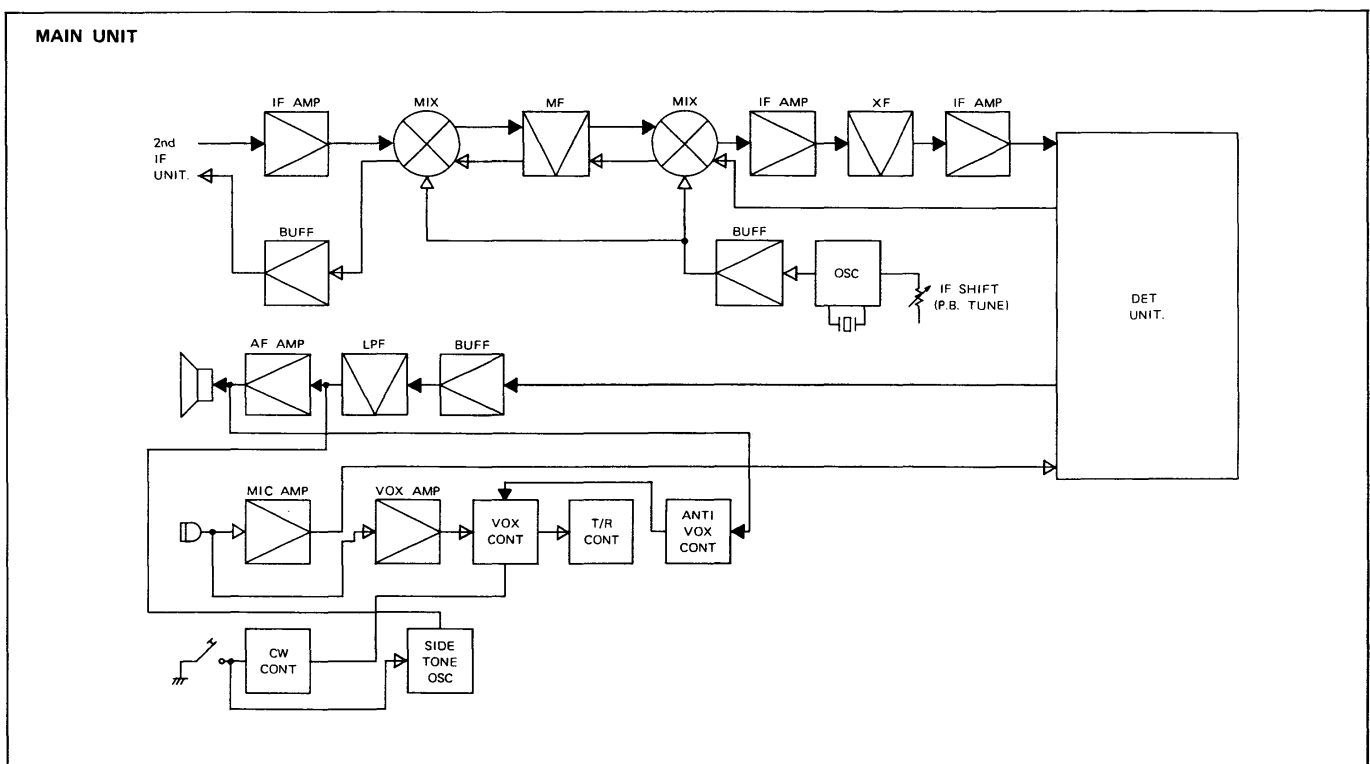 MAIN UNIT
IF AMP
MIX
MF
MIX
IF AMP
XF
IF AMP
2nd
IF
UNIT.
BUFF
BUFF
OSC
IF SHIFT
(P.B. TUNE)
DET
UNIT.
AF AMP
LPF
BUFF
MIC AMP
VOX AMP
VOX
CONT
T/R
CONT
ANTI
VOX
CONT
CW
CONT
SIDE
TONE
OSC